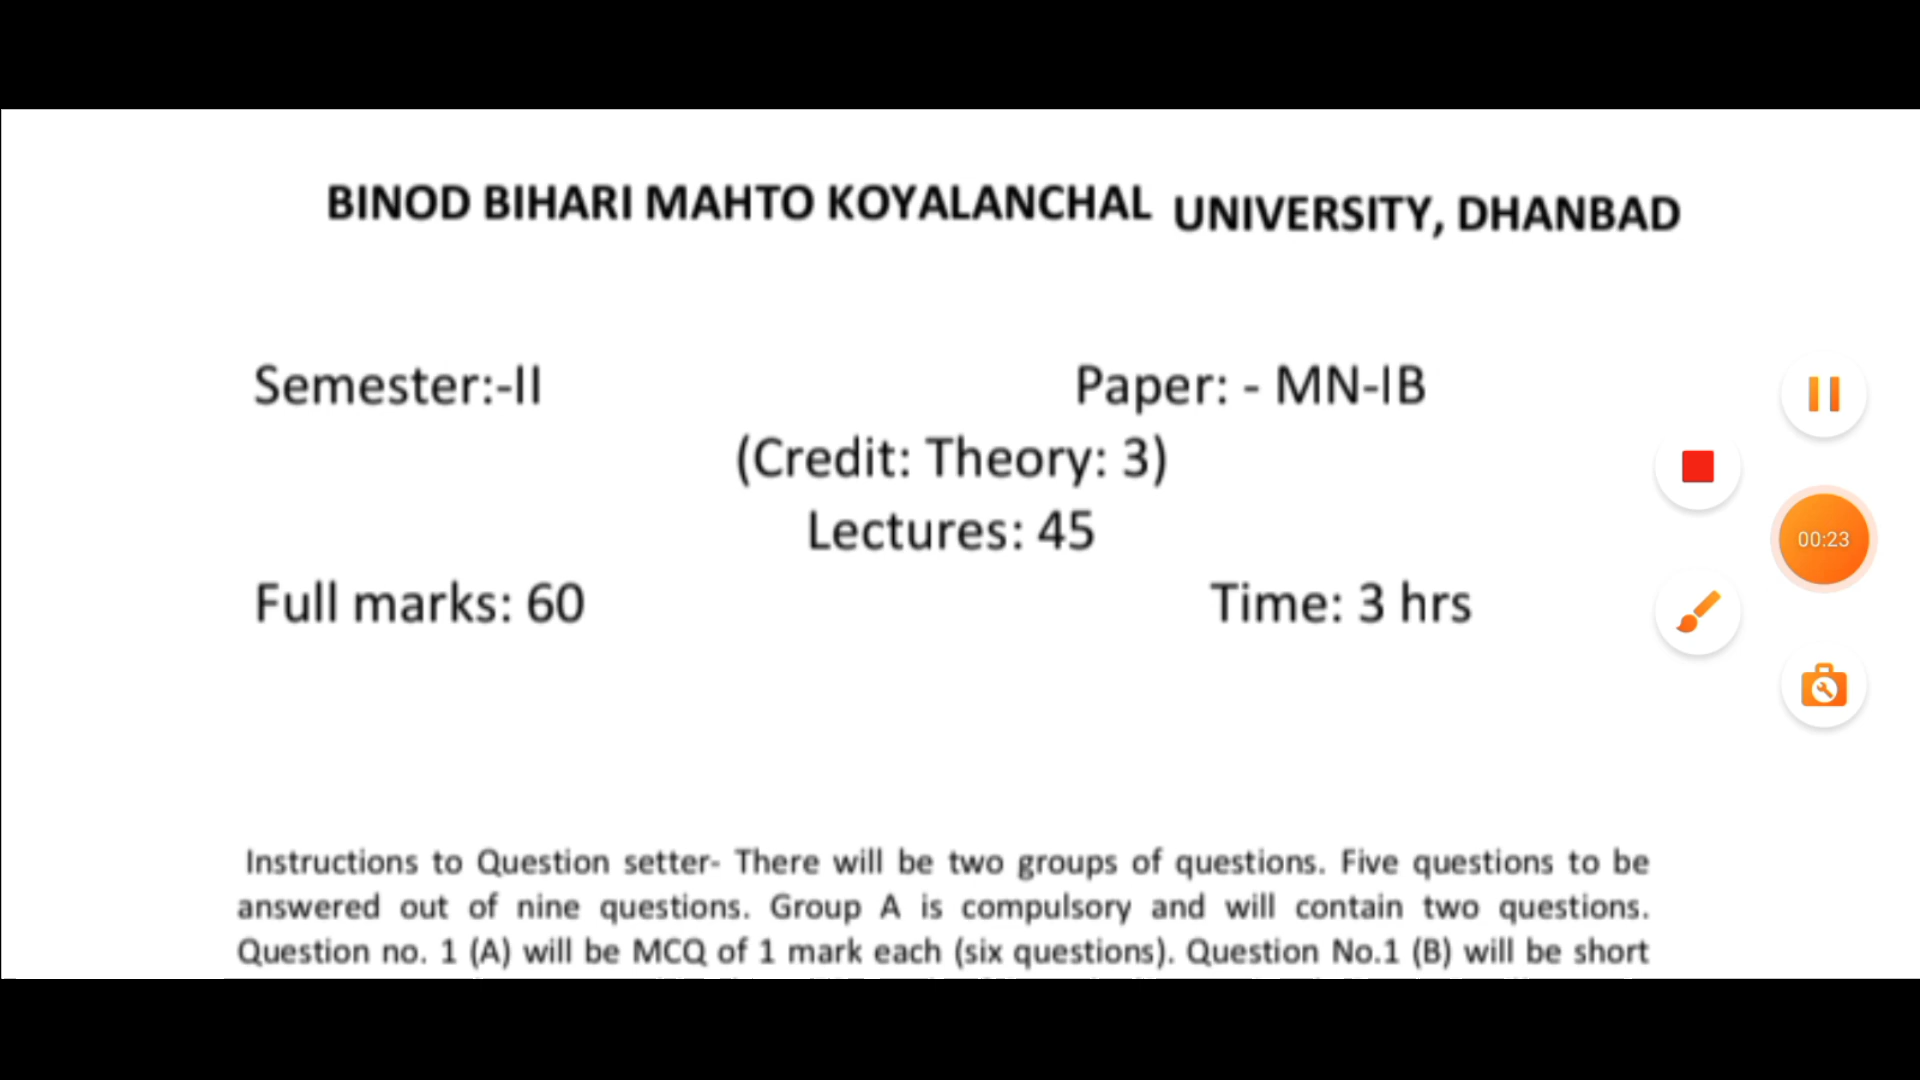 BINOD BIHARI MAHTO KOYALANCHAL UNIVERSITY, DHANBAD
Semester:-II Paper: - MN-IB
(Credit: Theory: 3)
Lectures: 45
Full marks: 60 Time: 3 hrs
00:23
Instructions to Question setter- There will be two groups of questions. Five questions to be
answered out of nine questions. Group A is compulsory and will contain two questions.
Question no. 1 (A) will be MCQ of 1 mark each (six questions). Question No.1 (B) will be short